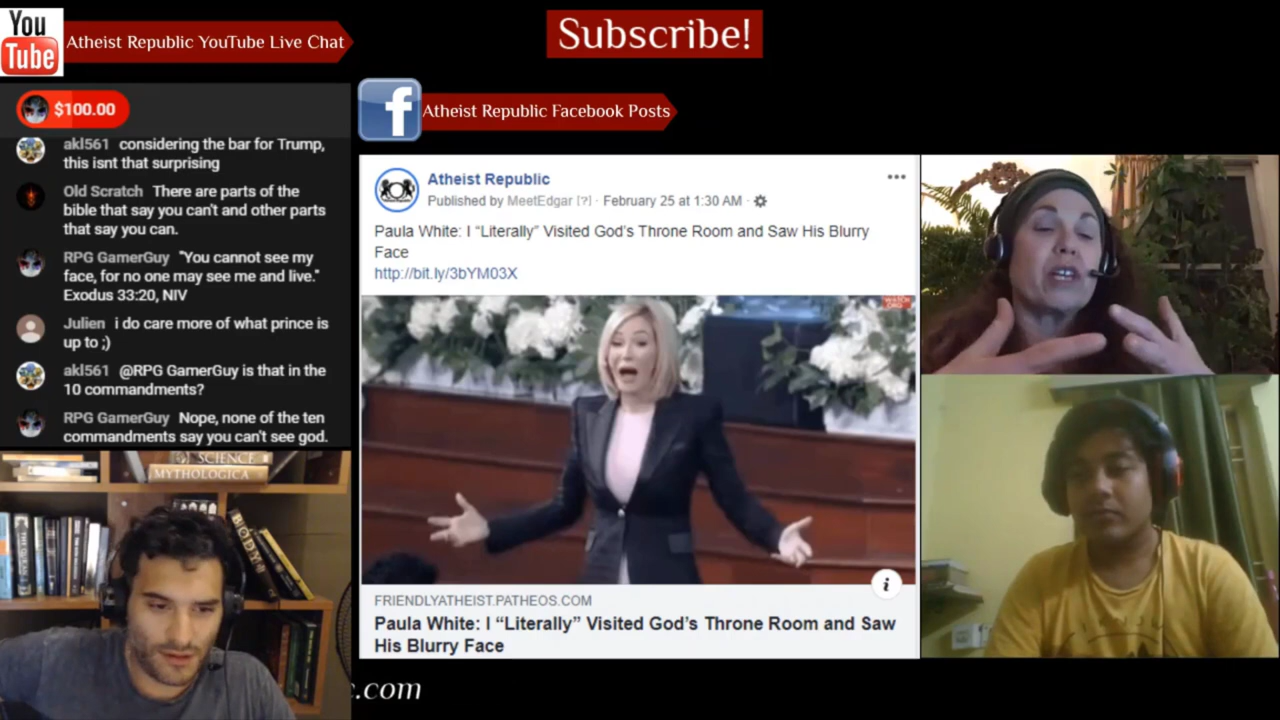 You
Tube
Atheist Republic YouTube Live Chat
Subscribe!
$100.00
akl561 considering the bar for Trump,
this isnt that surprising
Old Scratch There are parts of the
bible that say you can't and other parts
that say you can.
RPG GamerGuy "You cannot see my
face, for no one may see me and live."
Exodus 33:20, NIV
Julien i do care more of what prince is
up to ;)
akl561 @RPG GamerGuy is that in the
10 commandments?
RPG GamerGuy Nope, none of the ten
commandments say you can't see god.
f
Atheist Republic Facebook Posts
Atheist Republic
Published by MeetEdgar [?] · February 25 at 1:30 AM ·
Paula White: I “Literally” Visited God’s Throne Room and Saw His Blurry
Face
http://bit.ly/3bYM03X
i
FRIENDLYATHEIST.PATHEOS.COM
Paula White: I “Literally” Visited God’s Throne Room and Saw
His Blurry Face
SCIENCE
MYTHOLOGICA
BODY
.com